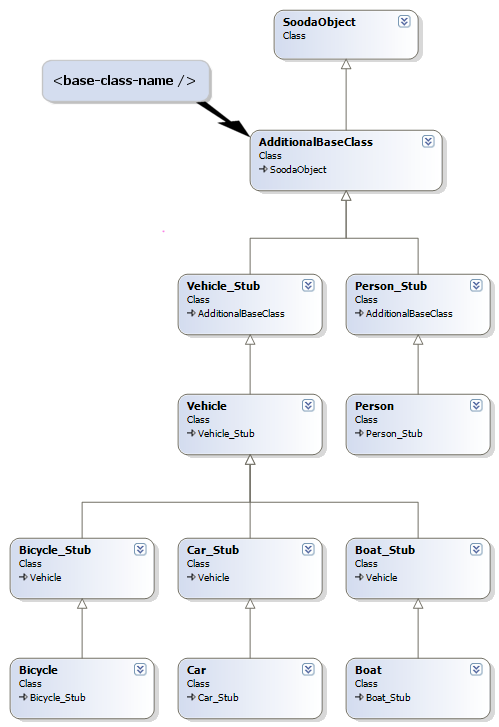 SoodaObject
Class
<base-class-name />
AdditionalBaseClass
Class
SoodaObject
Vehicle_Stub
Class
AdditionalBaseClass
Person_Stub
Class
AdditionalBaseClass
Vehicle
Class
Vehicle_Stub
Person
Class
Person_Stub
Bicycle_Stub
Class
Vehicle
Car_Stub
Class
Vehicle
Boat_Stub
Class
Vehicle
Bicycle
Class
Bicycle_Stub
Car
Class
Car_Stub
Boat
Class
Boat_Stub